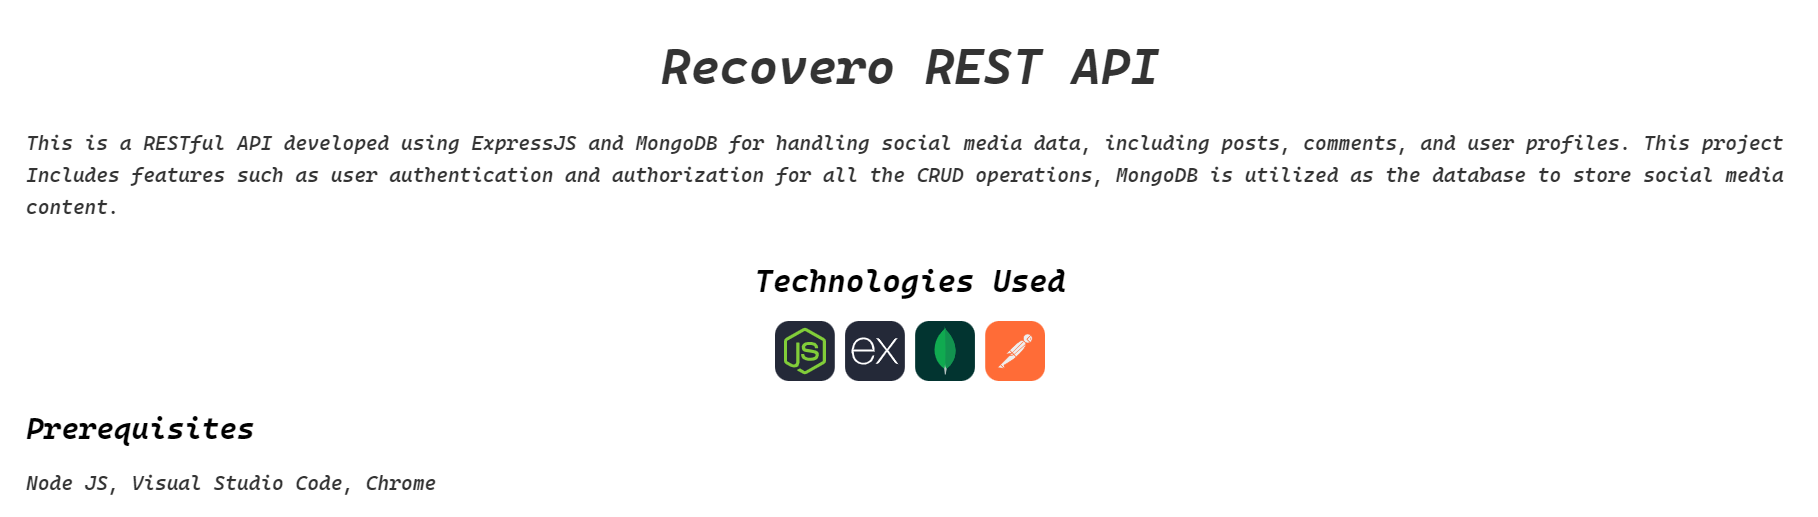 Recovero REST API
This is a RESTful API developed using ExpressJS and MongoDB for handling social media data, including posts, comments, and user profiles. This project
Includes features such as user authentication and authorization for all the CRUD operations, MongoDB is utilized as the database to store social media
content.
Technologies Used
JS ex
Prerequisites
Node JS, Visual Studio Code, Chrome